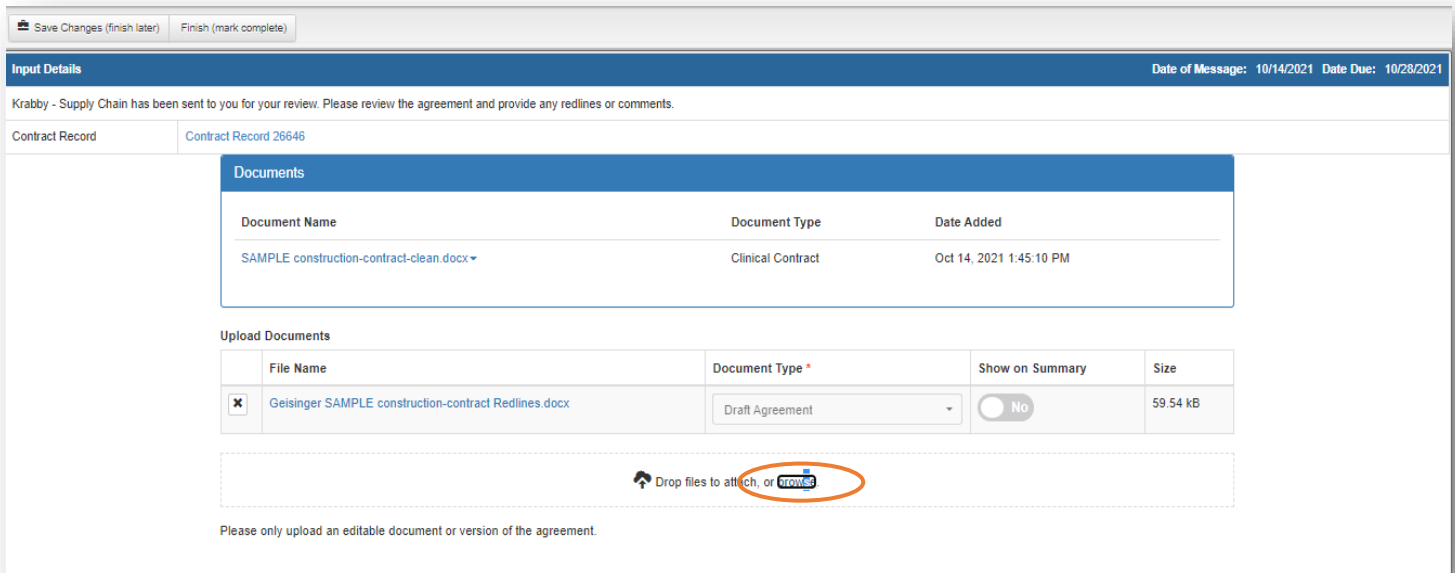 Save Changes (finish later) Finish (mark complete)
Input Details Date of Message: 10/14/2021 Date Due: 10/28/2021
Krabby - Supply Chain has been sent to you for your review. Please review the agreement and provide any redlines or comments.
Contract Record Contract Record 26646
Documents
Document Name Document Type Date Added
SAMPLE construction-contract-clean.docx Clinical Contract Oct 14, 2021 1:45:10 PM
Upload Documents
File Name Document Type * Show on Summary Size
Geisinger SAMPLE construction-contract Redlines.docx Draft Agreement No 59.54 kB
Drop files to attach, or browse.
Please only upload an editable document or version of the agreement.